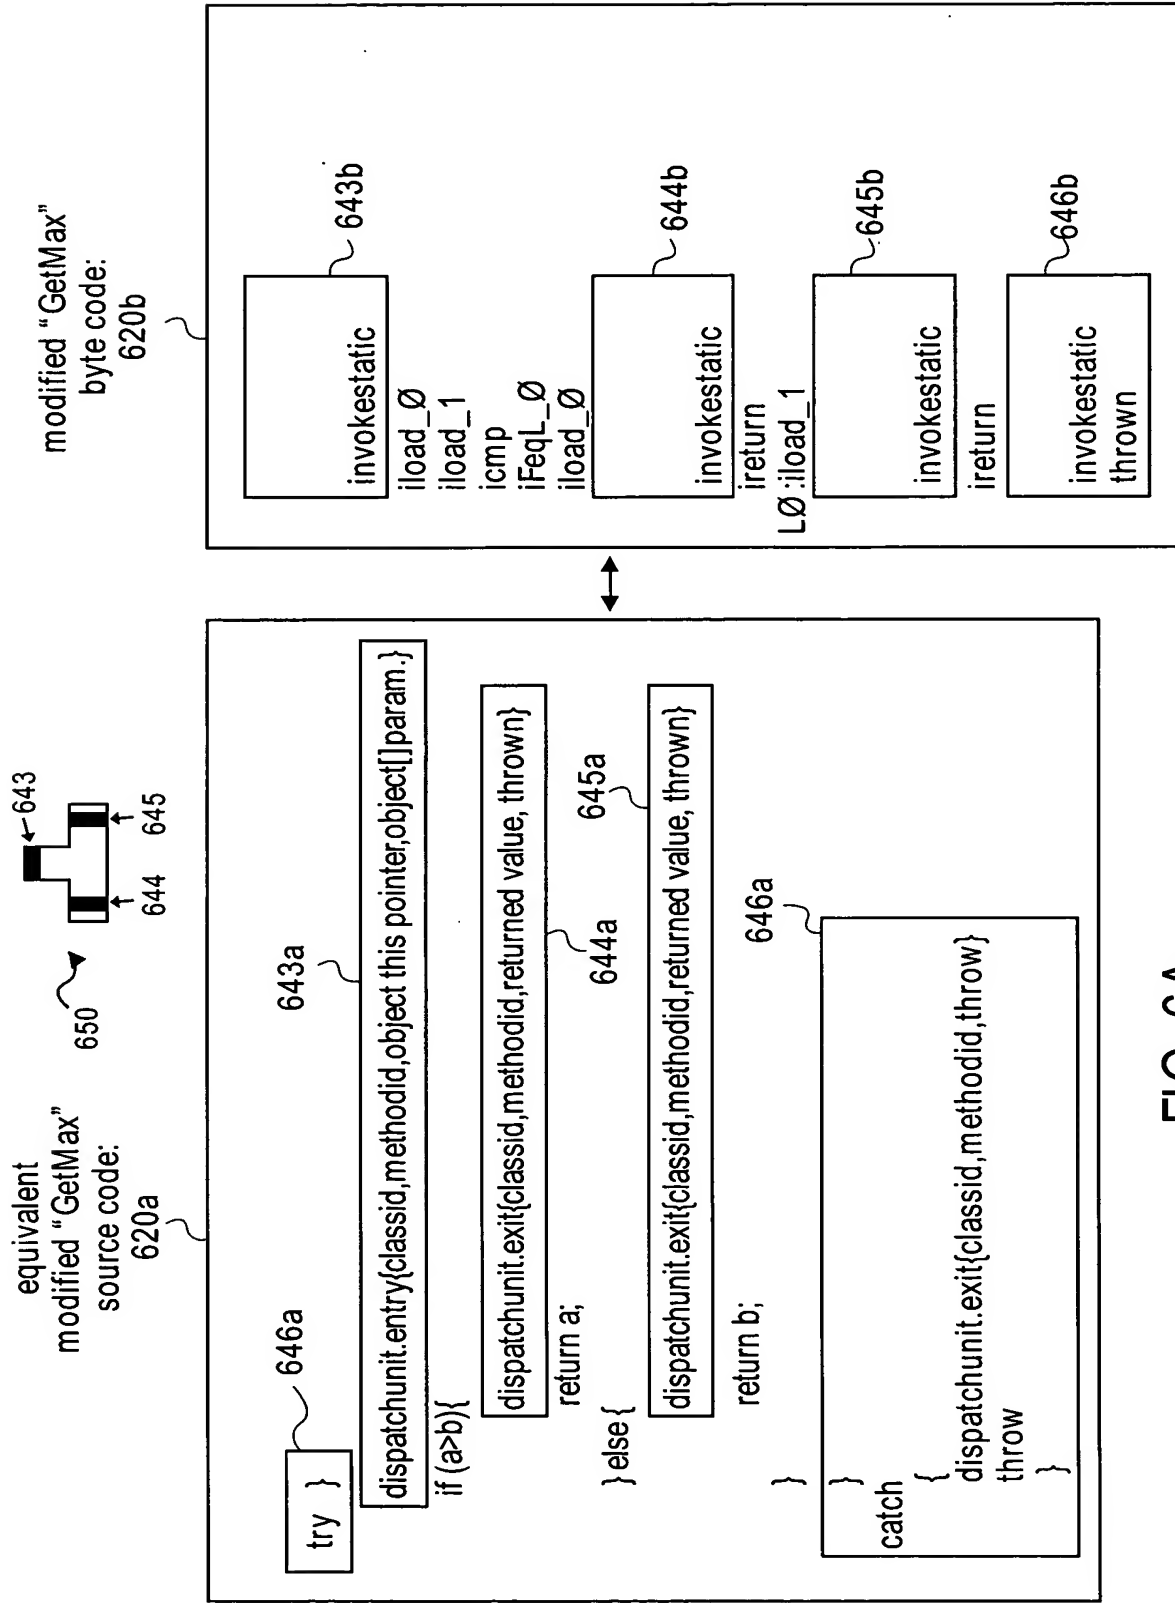 equivalent
modified “GetMax”
source code:
620a
650
643
644
645
646a
try }
643a
dispatchunit.entry{classid,methodid,object this pointer,object[]param.}
if (a>b){
dispatchunit.exit{classid,methodid,returned value, thrown}
644a
return a;
} else {
645a
dispatchunit.exit{classid,methodid,returned value, thrown}
return b;
}
646a
}
catch
{
dispatchunit.exit{classid,methodid,throw}
throw
}
modified “GetMax”
byte code:
620b
invokestatic
643b
iload_Ø
iload_1
icmp
iFeqL_Ø
iload_Ø
invokestatic
644b
ireturn
LØ :iload_1
invokestatic
645b
ireturn
invokestatic
thrown
646b
FIG. 6A